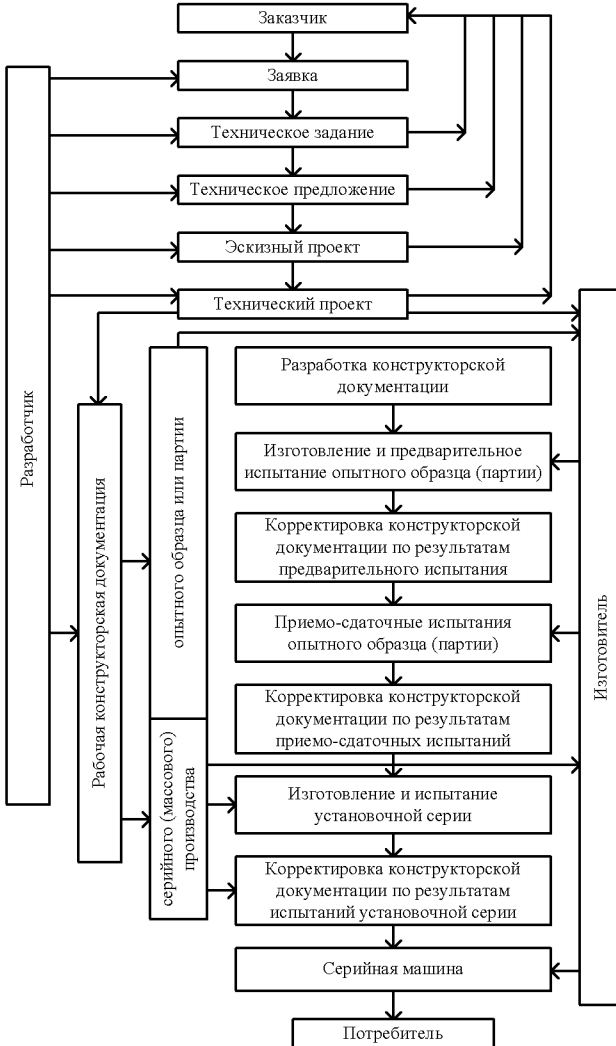 Заказчик
Заявка
Техническое задание
Техническое предложение
Эскизный проект
Технический проект
Разработчик
Рабочая конструкторская документация
опытного образца или партии
серийного (массового)
производства
Разработка конструкторской
документации
Изготовление и предварительное
испытание опытного образца (партии)
Корректировка конструкторской
документации по результатам
предварительного испытания
Приемо-сдаточные испытания
опытного образца (партии)
Корректировка конструкторской
документации по результатам
приемо-сдаточных испытаний
Изготовление и испытание
установочной серии
Корректировка конструкторской
документации по результатам
испытаний установочной серии
Серийная машина
Потребитель
Изготовитель